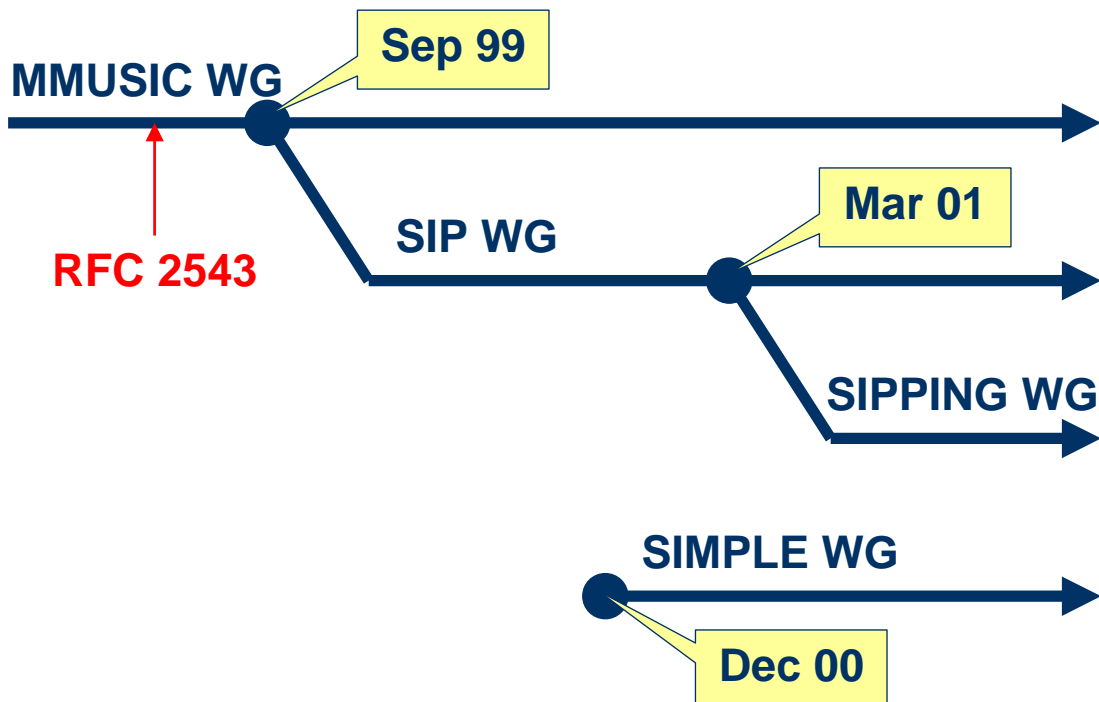 Sep 99
MMUSIC WG
RFC 2543
SIP WG
Mar 01
SIPPING WG
SIMPLE WG
Dec 00